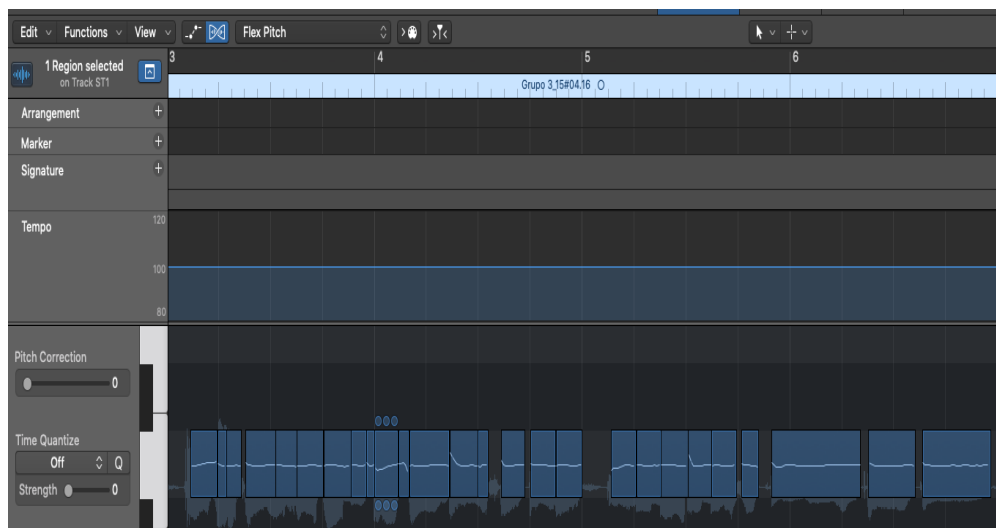 Edit Functions View Flex Pitch
3 4 5 6
1 Region selected
on Track ST1
Grupo 3_15#04.16
Arrangement +
Marker +
Signature +
Tempo
120
100
80
Pitch Correction
0
Time Quantize
Off Q
Strength 0